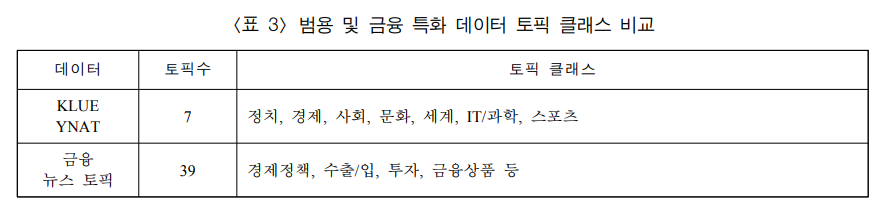 〈표 3〉 범용 및 금융 특화 데이터 토픽 클래스 비교
데이터 토픽수 토픽 클래스
KLUE
YNAT
7
정치, 경제, 사회, 문화, 세계, IT/과학, 스포츠
금융
뉴스 토픽
39
경제정책, 수출/입, 투자, 금융상품 등